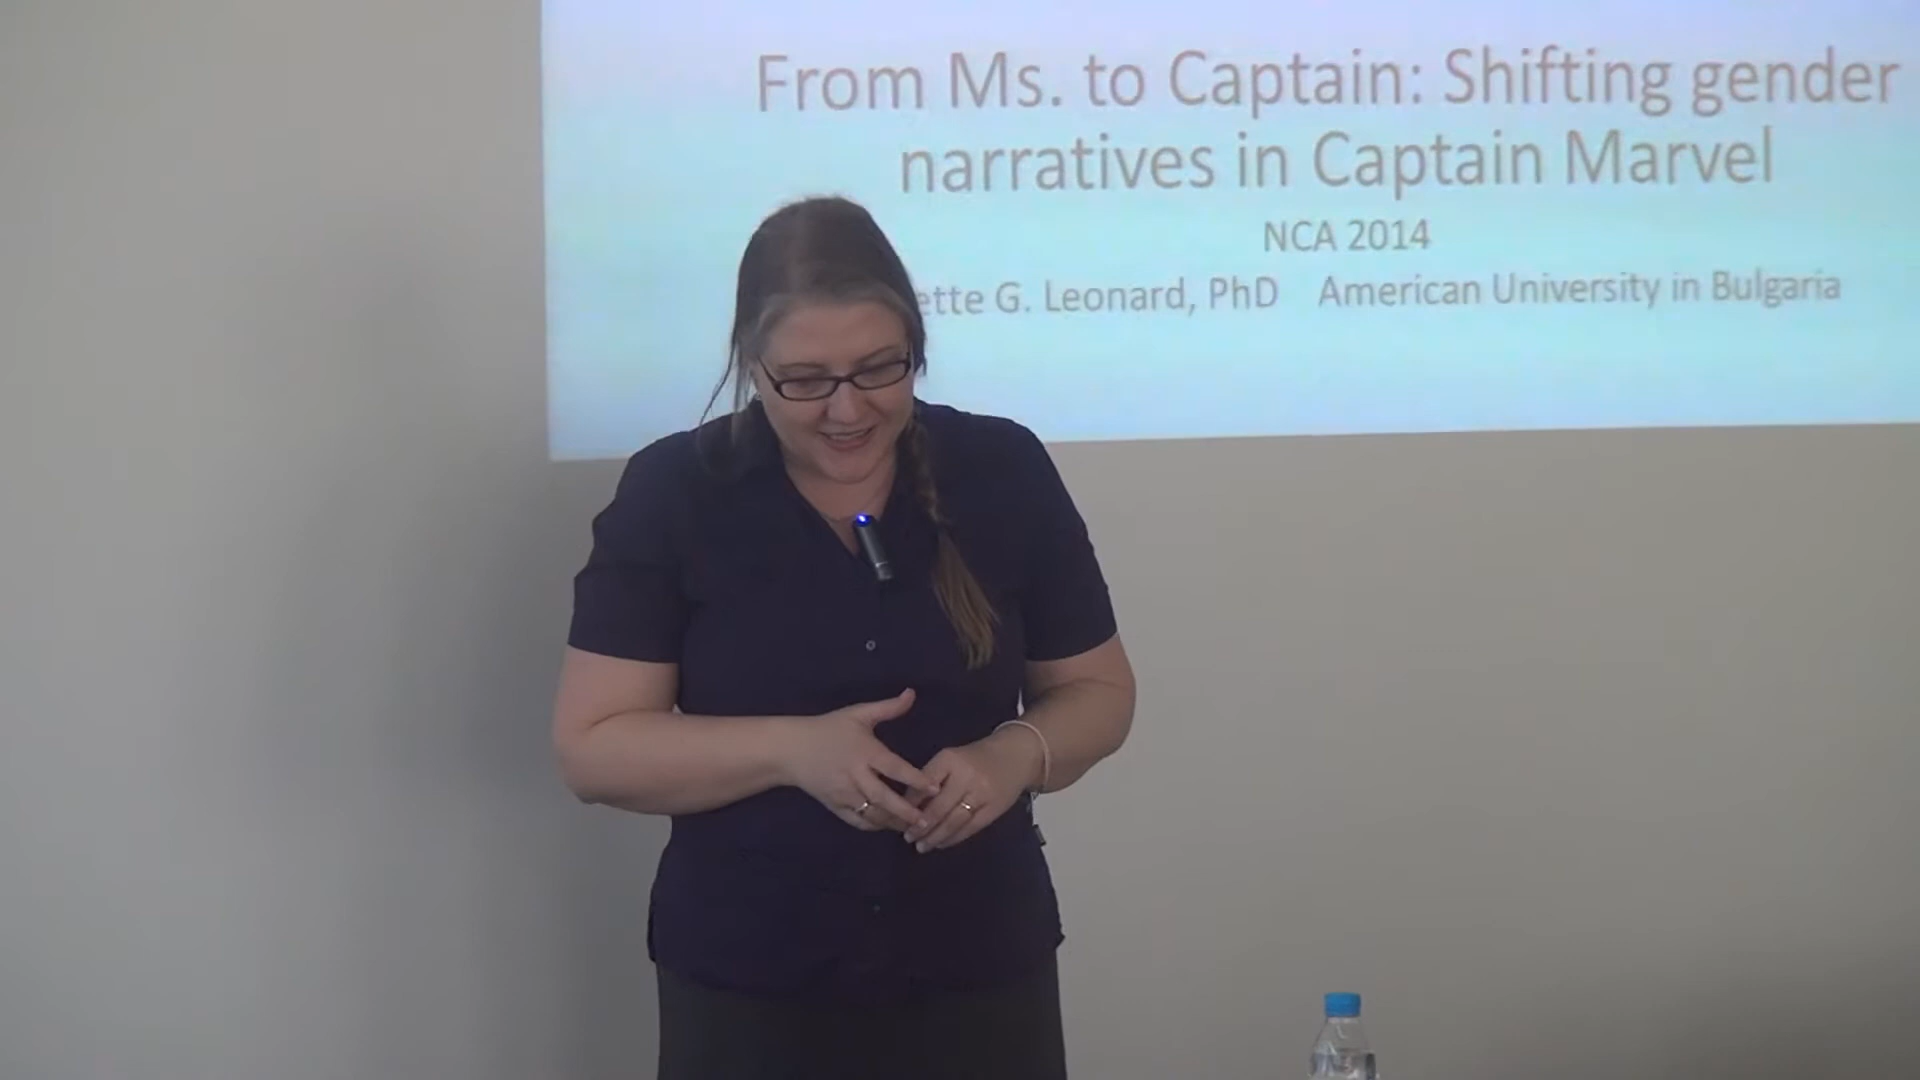 From Ms. to Captain: Shifting gender
narratives in Captain Marvel
NCA 2014
ette G. Leonard, PhD American University in Bulgaria